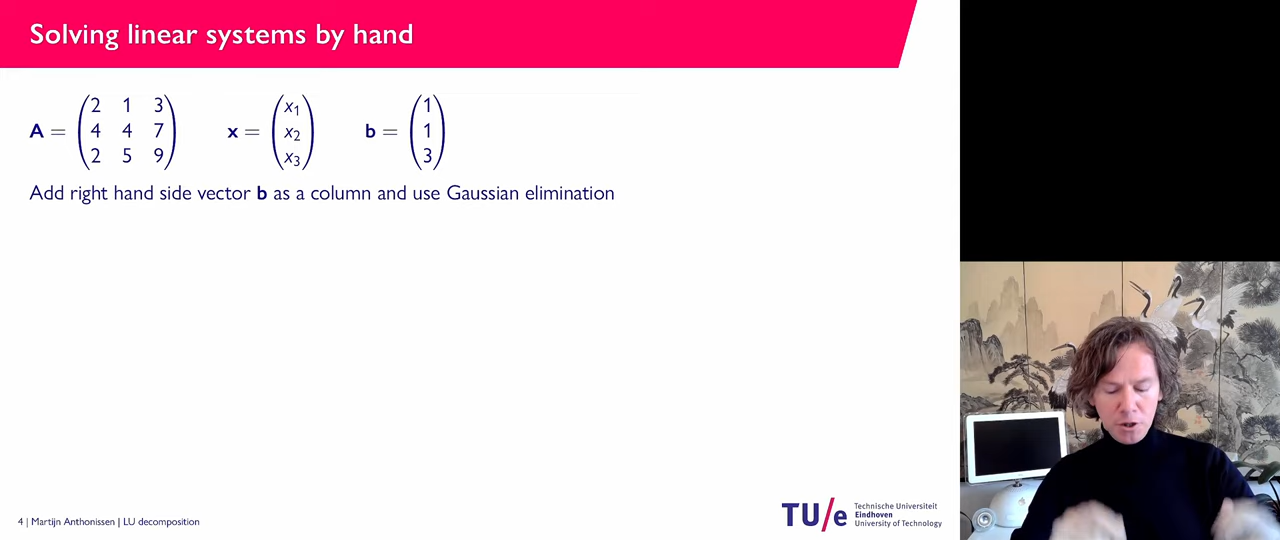 Solving linear systems by hand
A = (2 1 3; 4 4 7; 2 5 9) x = (x₁; x₂; x₃) b = (1; 1; 3)
Add right hand side vector b as a column and use Gaussian elimination
4 | Martijn Anthonissen | LU decomposition
TU/e Technische Universiteit
Eindhoven
University of Technology